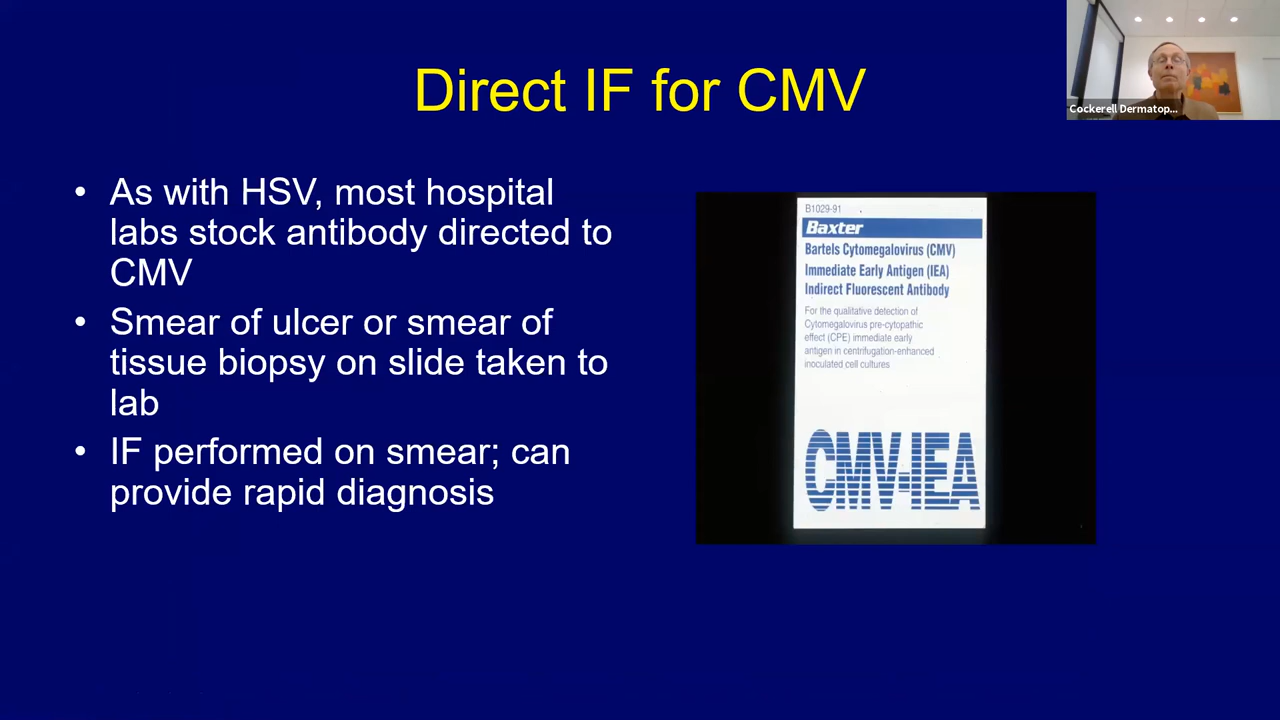 Direct IF for CMV
Cockerell Dermatop...
• As with HSV, most hospital
labs stock antibody directed to
CMV
• Smear of ulcer or smear of
tissue biopsy on slide taken to
lab
• IF performed on smear; can
provide rapid diagnosis
B1029-91
Baxter
Bartels Cytomegalovirus (CMV)
Immediate Early Antigen (IEA)
Indirect Fluorescent Antibody
For the qualitative detection of
Cytomegalovirus pre-cytopathic
effect (CPE) immediate early
antigen in centrifugation-enhanced
inoculated cell cultures
CMV-IEA